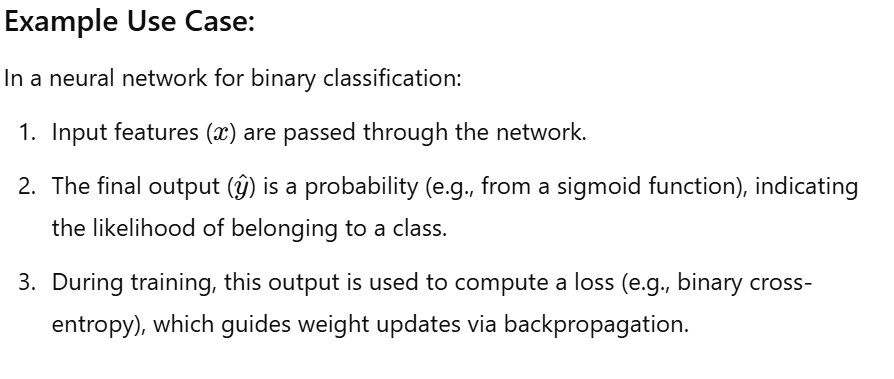 Example Use Case:
In a neural network for binary classification:
1. Input features (x) are passed through the network.
2. The final output (ŷ) is a probability (e.g., from a sigmoid function), indicating
the likelihood of belonging to a class.
3. During training, this output is used to compute a loss (e.g., binary cross-
entropy), which guides weight updates via backpropagation.